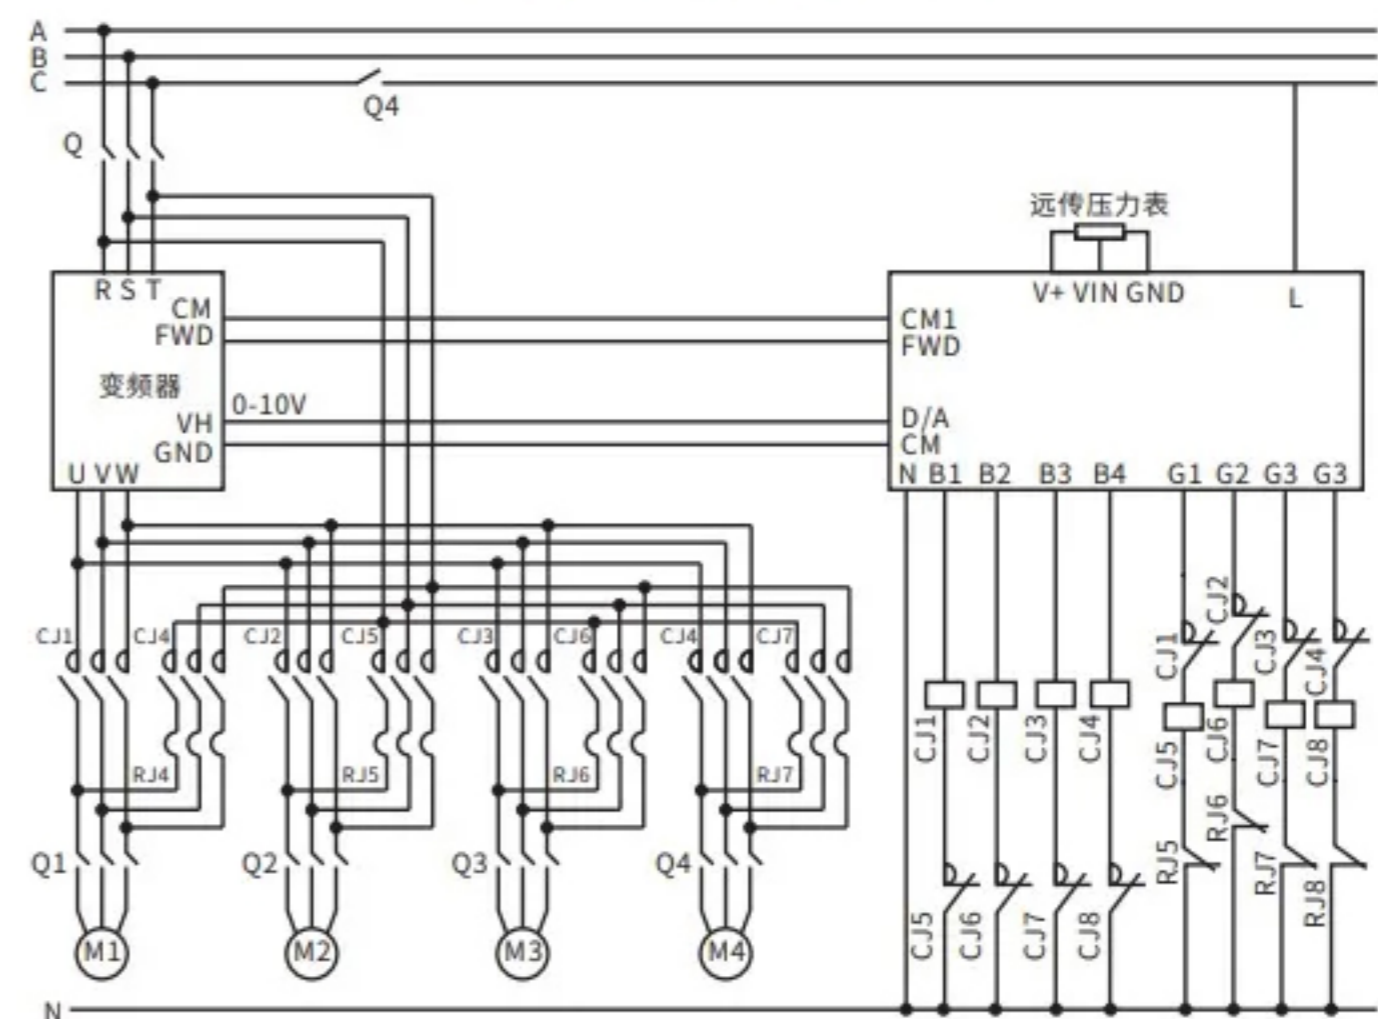 A
B
C
Q4
Q
远传压力表
R S T
V+ VIN GND
L
CM
FWD
CM1
FWD
变频器
0-10V
VH
GND
D/A
CM
U V W
N B1 B2 B3 B4 G1 G2 G3 G3
CJ1 CJ4 CJ2 CJ5 CJ3 CJ6 CJ4 CJ7
CJ1 CJ2 CJ3 CJ4
CJ1 CJ2 CJ3 CJ4
CJ5 CJ6 CJ7 CJ8
RJ4 RJ5 RJ6 RJ7
RJ5 RJ6 RJ7 RJ8
Q1 Q2 Q3 Q4
CJ5 CJ6 CJ7 CJ8
M1 M2 M3 M4
N